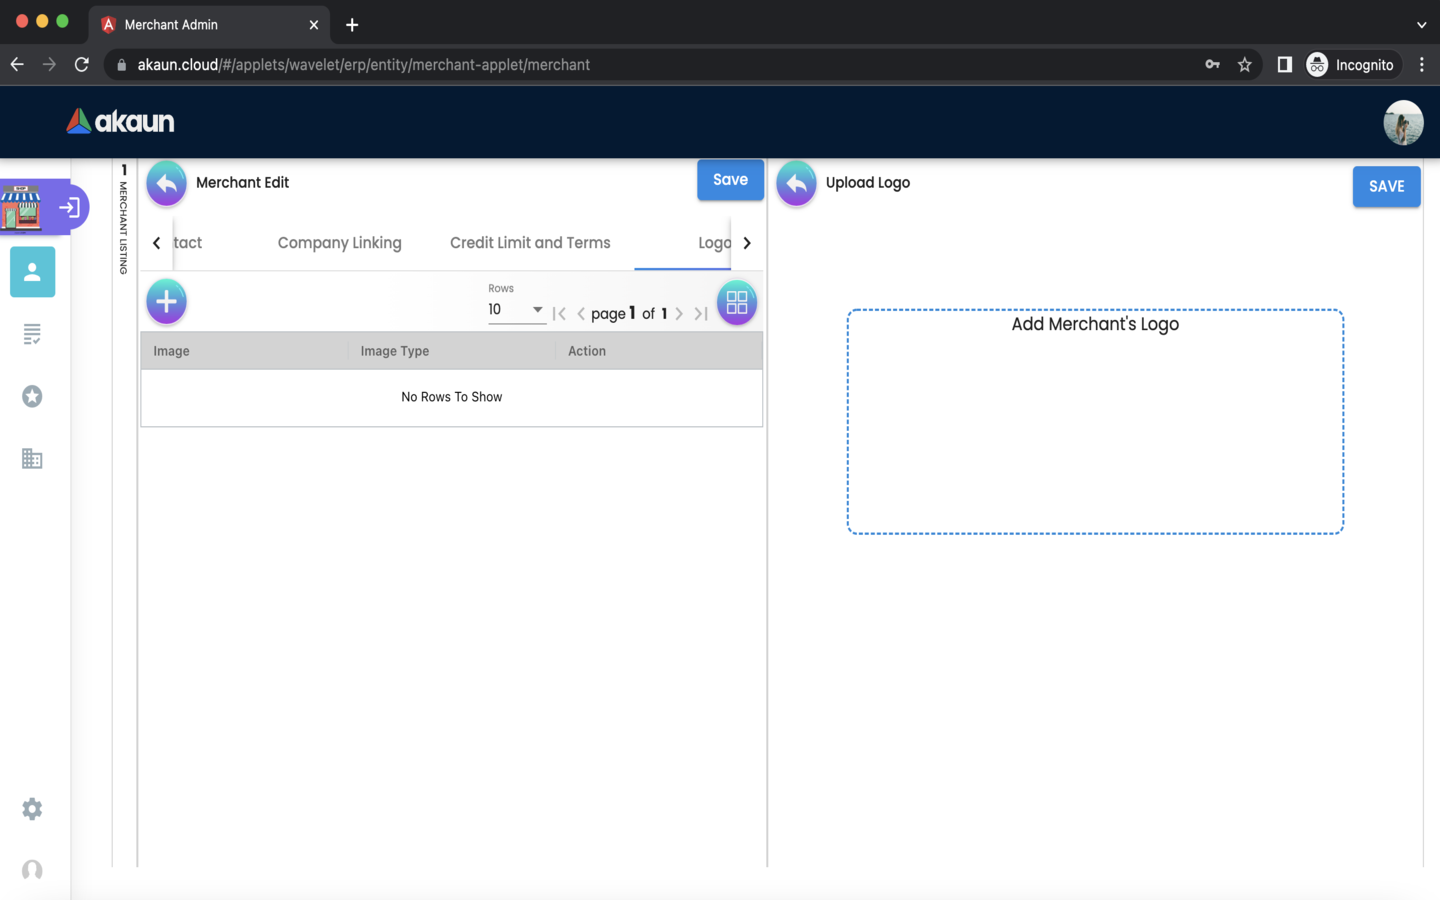 Merchant Admin
akaun.cloud/#/applets/wavelet/erp/entity/merchant-applet/merchant
Incognito
akaun
SHOP
1 MERCHANT LISTING
Merchant Edit
Save
Upload Logo
SAVE
tact
Company Linking
Credit Limit and Terms
Logo
Rows
10
page 1 of 1
Image
Image Type
Action
No Rows To Show
Add Merchant's Logo